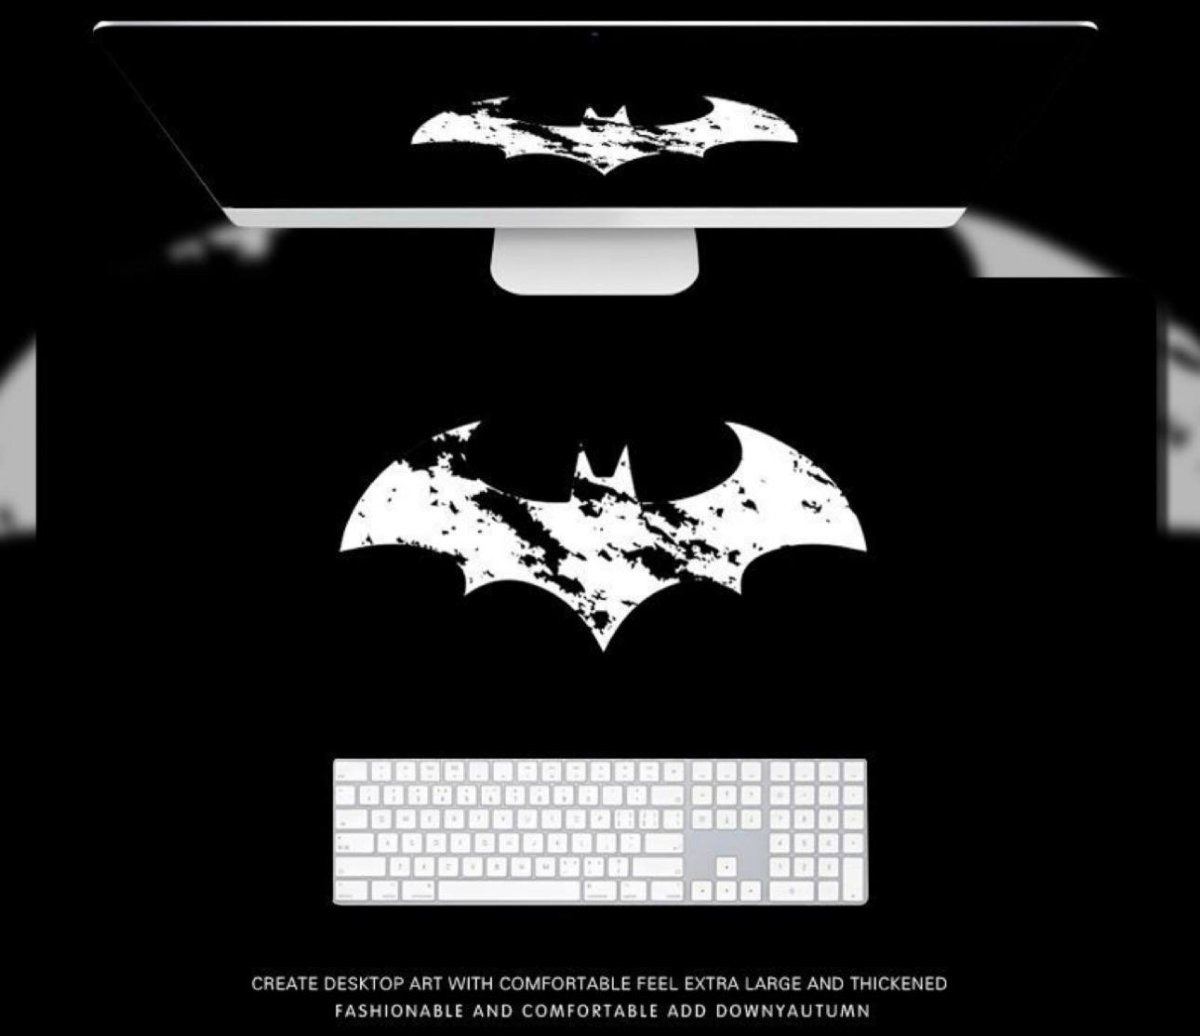 CREATE DESKTOP ART WITH COMFORTABLE FEEL EXTRA LARGE AND THICKENED
FASHIONABLE AND COMFORTABLE ADD DOWNYAUTUMN